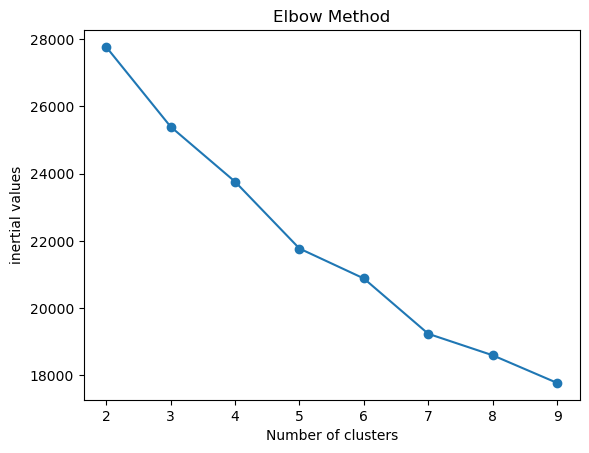 Elbow Method
28000
26000
24000
22000
20000
18000
inertial values
2 3 4 5 6 7 8 9
Number of clusters